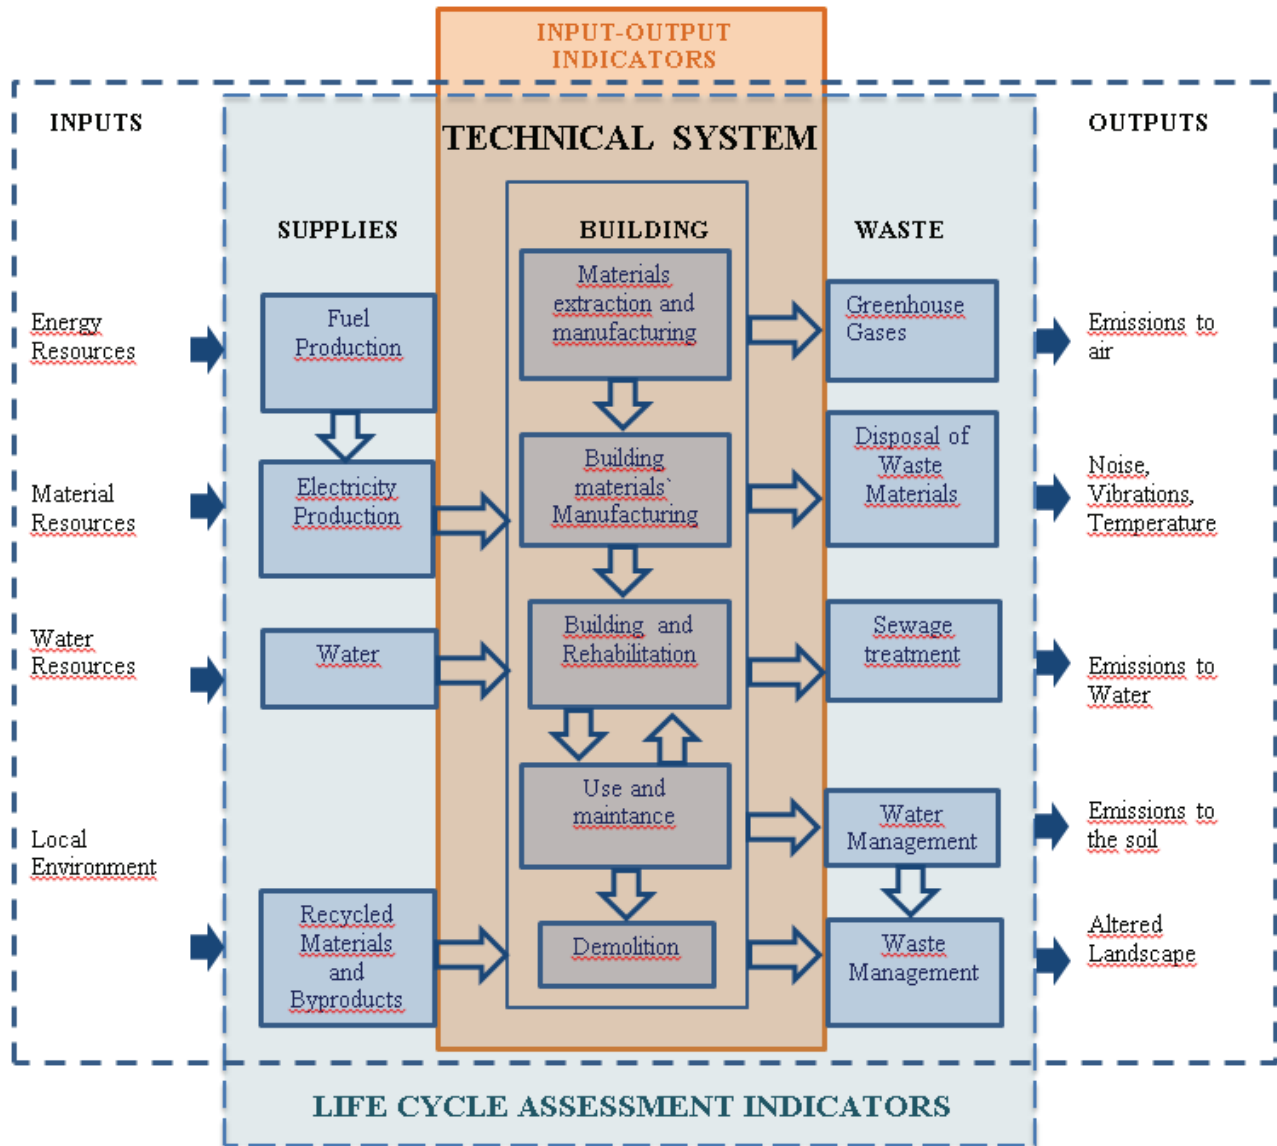 INPUT-OUTPUT
INDICATORS
INPUTS
OUTPUTS
TECHNICAL SYSTEM
SUPPLIES
BUILDING
WASTE
Energy
Resources
Material
Resources
Water
Resources
Local
Environment
Fuel
Production
Electricity
Production
Water
Recycled
Materials
and
Byproducts
Materials
extraction and
manufacturing
Building
materials`
Manufacturing
Building and
Rehabilitation
Use and
maintance
Demolition
Greenhouse
Gases
Disposal of
Waste
Materials
Sewage
treatment
Water
Management
Waste
Management
Emissions to
air
Noise,
Vibrations,
Temperature
Emissions to
Water
Emissions to
the soil
Altered
Landscape
LIFE CYCLE ASSESSMENT INDICATORS